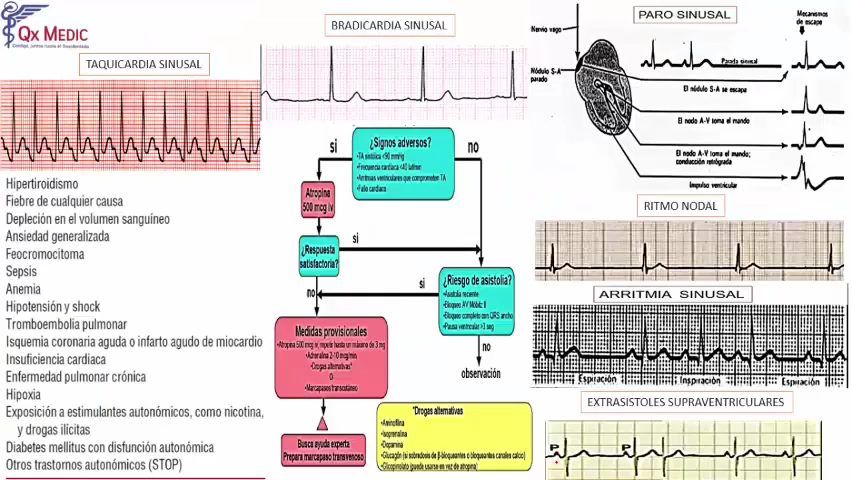 Qx MEDIC
TAQUICARDIA SINUSAL
Hipertiroidismo
Fiebre de cualquier causa
Depleción en el volumen sanguíneo
Ansiedad generalizada
Feocromocitoma
Sepsis
Anemia
Hipotensión y shock
Tromboembolia pulmonar
Isquemia coronaria aguda o infarto agudo de miocardio
Insuficiencia cardiaca
Enfermedad pulmonar crónica
Hipoxia
Exposición a estimulantes autonómicos, como nicotina,
y drogas ilícitas
Diabetes mellitus con disfunción autonómica
Otros trastornos autonómicos (STOP)
BRADICARDIA SINUSAL
si
¿Signos adversos?
•TA sistólica <90 mmHg
•Frecuencia cardiaca <40 lat/min
•Arritmias ventriculares que comprometen TA
•Fallo cardiaco
no
Atropina
500 mcg iv
si
¿Respuesta
satisfactoria?
no
si
¿Riesgo de asistolia?
•Asistolia reciente
•Bloqueo AV Mobitz II
•Bloqueo completo con QRS ancho
•Pausa ventricular >3 seg
no
observación
Medidas provisionales
•Atropina 500 mcg iv, repetir hasta un máximo de 3 mg
•Adrenalina 2-10 mcg/min
•Drogas alternativas*
O
•Marcapasos transcutáneo
Busca ayuda experta
Prepara marcapaso transvenoso
*Drogas alternativas
•Aminofilina
•Isoprenalina
•Dopamina
•Glucagón (si sobredosis de β-bloqueantes o bloqueantes canales calcio)
•Glicopirrolato (puede usarse en vez de atropina)
PARO SINUSAL
Mecanismos
de escape
Nervio vago
Nódulo S-A
parado
Parada sinusal
El nódulo S-A se escapa
El nodo A-V toma el mando
El nodo A-V toma el mando;
conducción retrógrada
Impulso ventricular
RITMO NODAL
ARRITMIA SINUSAL
Espiración
Inspiración
Espiración
EXTRASISTOLES SUPRAVENTRICULARES
P
P